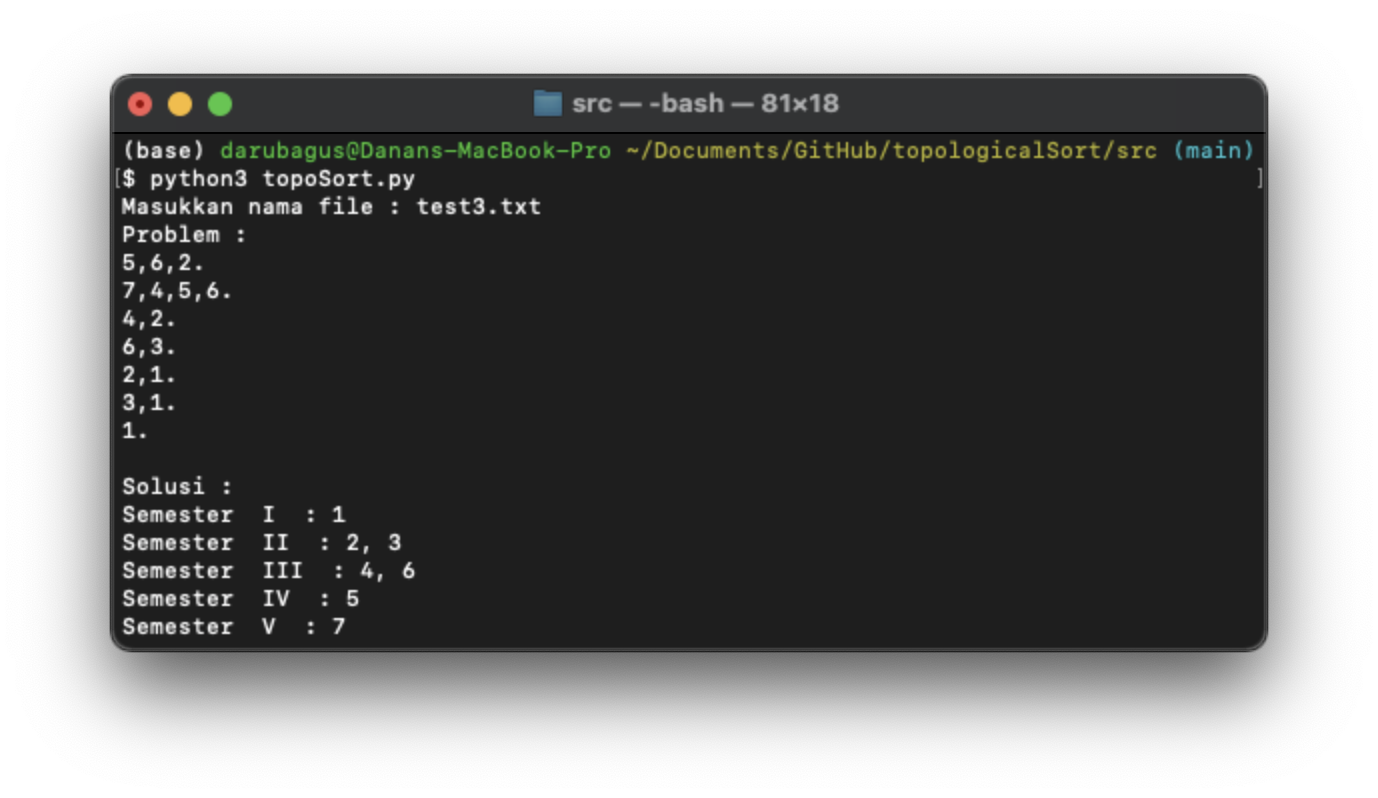 src — -bash — 81×18
(base) darubagus@Danans-MacBook-Pro ~/Documents/GitHub/topologicalSort/src (main)
[$ python3 topoSort.py ]
Masukkan nama file : test3.txt
Problem :
5,6,2.
7,4,5,6.
4,2.
6,3.
2,1.
3,1.
1.
Solusi :
Semester  I  : 1
Semester  II  : 2, 3
Semester  III  : 4, 6
Semester  IV  : 5
Semester  V  : 7